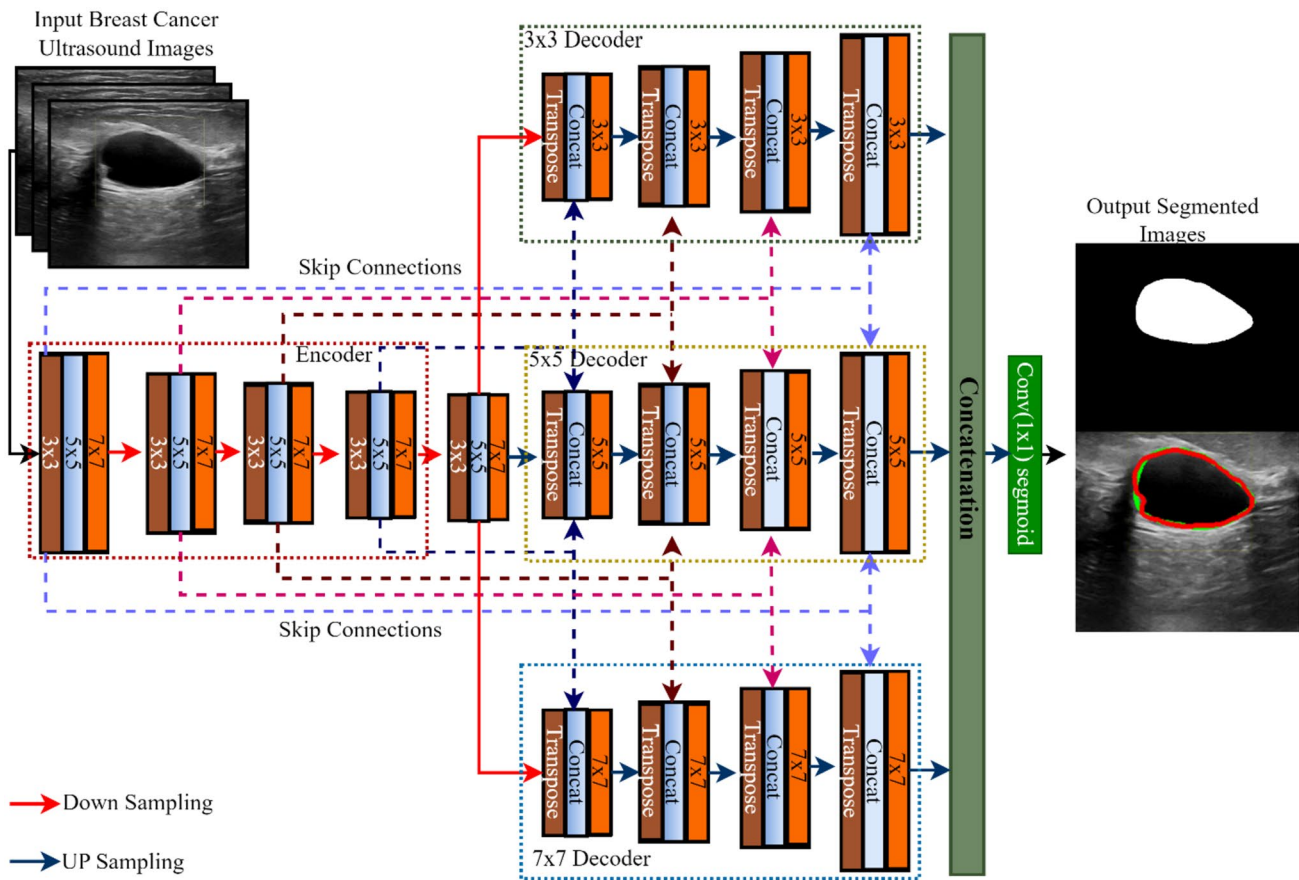 Input Breast Cancer
Ultrasound Images
3x3 Decoder
Transpose
Concat
3x3
Transpose
Concat
3x3
Transpose
Concat
3x3
Transpose
Concat
3x3
Skip Connections
Encoder
3x3
5x5
7x7
3x3
5x5
7x7
3x3
5x5
7x7
3x3
5x5
7x7
3x3
5x5
7x7
5x5 Decoder
Transpose
Concat
5x5
Transpose
Concat
5x5
Transpose
Concat
5x5
Transpose
Concat
5x5
Skip Connections
Transpose
Concat
7x7
Transpose
Concat
7x7
Transpose
Concat
7x7
Transpose
Concat
7x7
7x7 Decoder
Concatenation
Conv(1x1) segmoid
Output Segmented
Images
Down Sampling
UP Sampling